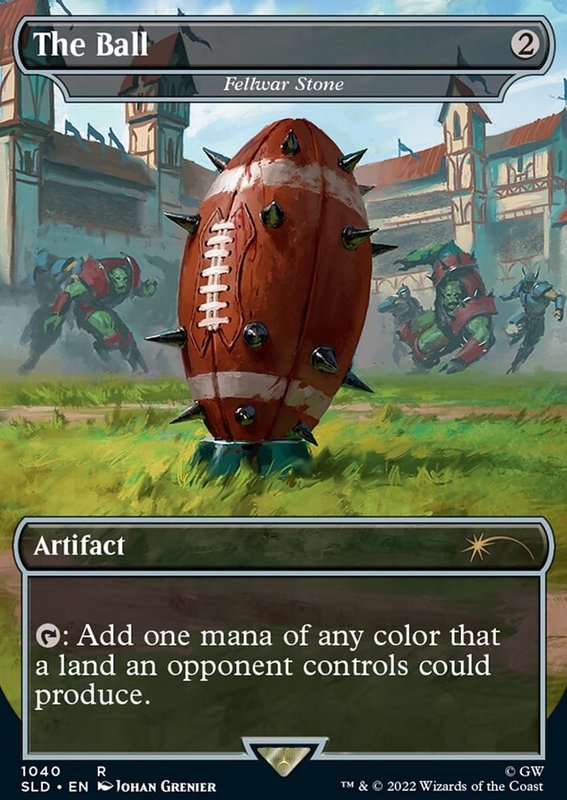 The Ball
2
Fellwar Stone
Artifact
: Add one mana of any color that
a land an opponent controls could
produce.
1040 R
SLD • EN Johan Grenier
© GW
™ & © 2022 Wizards of the Coast